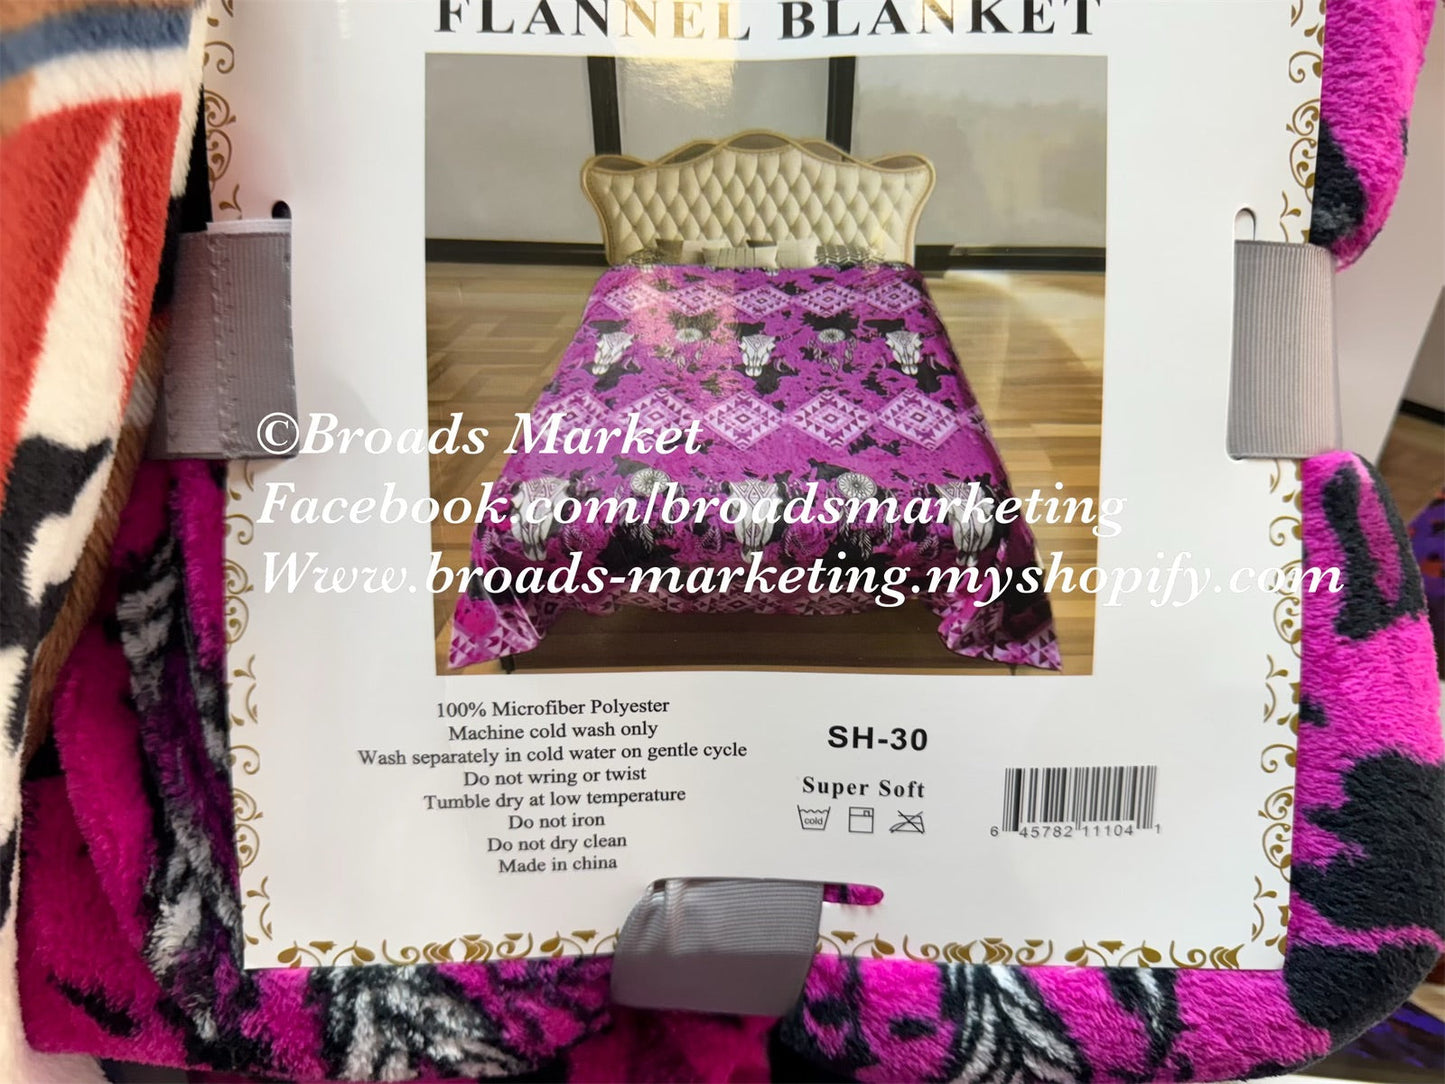 FLANNEL BLANKET
©Broads Market
Facebook.com/broadsmarketing
Www.broads-marketing.myshopify.com
100% Microfiber Polyester
Machine cold wash only
Wash separately in cold water on gentle cycle
Do not wring or twist
Tumble dry at low temperature
Do not iron
Do not dry clean
Made in china
SH-30
Super Soft
cold
6 45782 11104 1